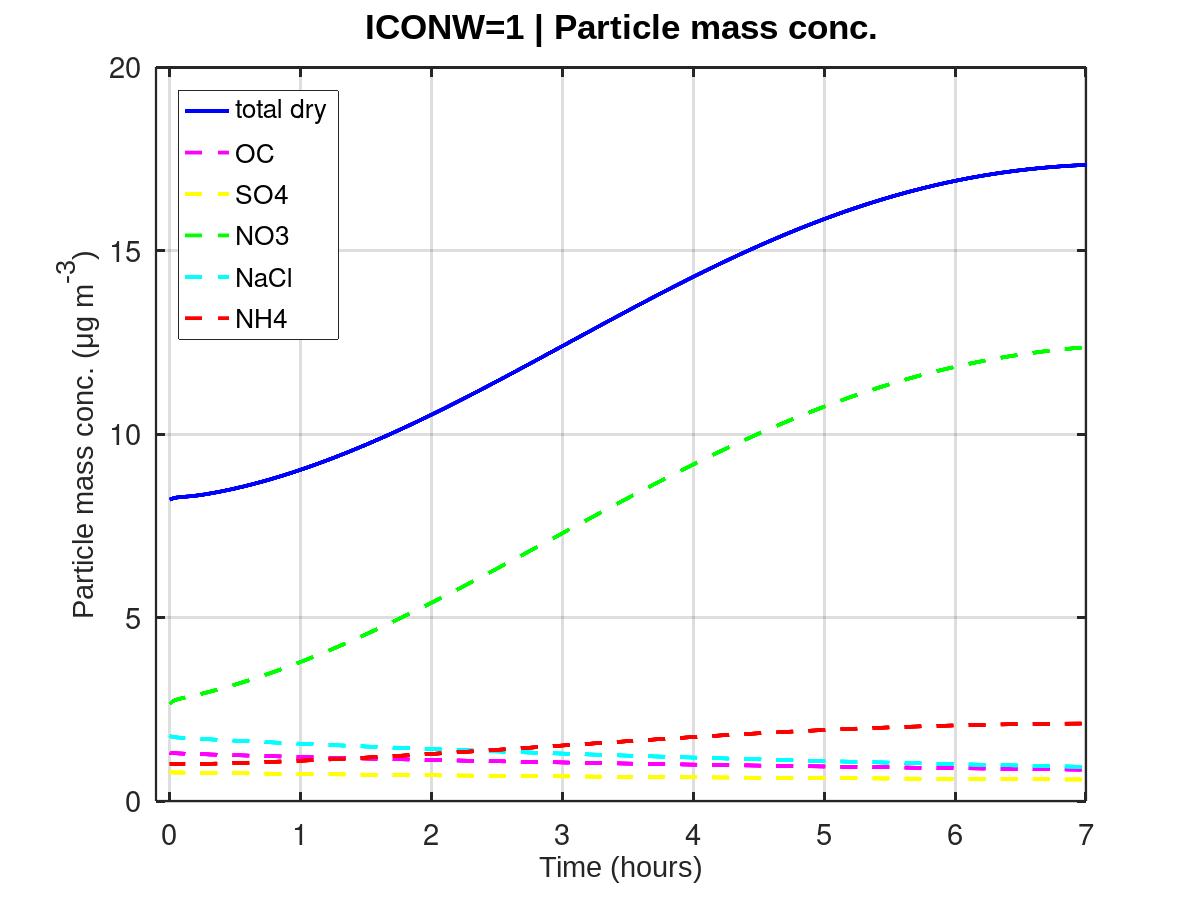 ICONW=1 | Particle mass conc.
20
15
10
5
0
Particle mass conc. (μg m-3)
total dry
OC
SO4
NO3
NaCl
NH4
0 1 2 3 4 5 6 7
Time (hours)